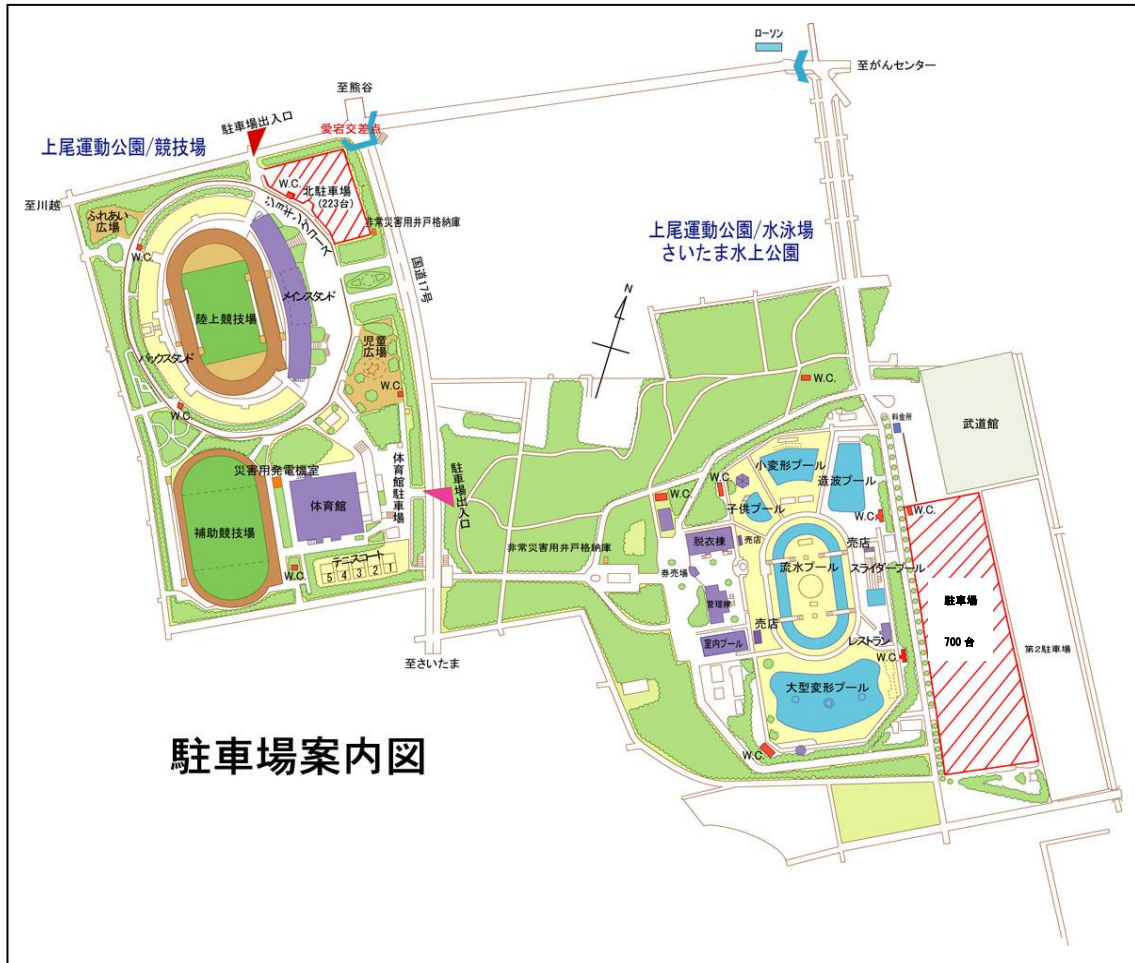 ローソン
至がんセンター
至熊谷
駐車場出入口
愛宕交差点
上尾運動公園/競技場
W.C.
北駐車場
(223台)
至川越
ふれあい
広場
ジョギングコース
非常災害用井戸格納庫
W.C.
国道17号
上尾運動公園/水泳場
さいたま水上公園
N
メインスタンド
陸上競技場
バックスタンド
児童
広場
W.C.
W.C.
W.C.
料金所
武道館
小変形プール
造波プール
災害用発電機室
体育館駐車場
駐車場出入口
W.C.
W.C.
子供プール
W.C.
W.C.
体育館
補助競技場
非常災害用井戸格納庫
脱衣棟
売店
売店
流水プール
スライダープール
テニスコート
5 4 3 2 1
W.C.
券売場
管理棟
駐車場
700 台
売店
レストラン
室内プール
W.C.
第2駐車場
至さいたま
大型変形プール
W.C.
駐車場案内図